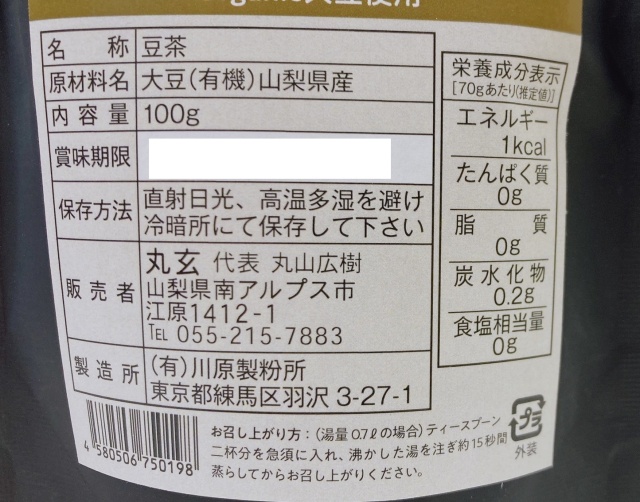 大豆使用
名称 豆茶
原材料名 大豆(有機)山梨県産
内容量 100g
賞味期限
保存方法 直射日光、高温多湿を避け
冷暗所にて保存して下さい
販売者 丸玄 代表 丸山広樹
山梨県南アルプス市
江原1412-1
TEL 055-215-7883
製造所 (有)川原製粉所
東京都練馬区羽沢 3-27-1
栄養成分表示
[70gあたり(推定値)]
エネルギー
1kcal
たんぱく質
0g
脂質
0g
炭水化物
0.2g
食塩相当量
0g
4 580506 750198
お召し上がり方:(湯量0.7ℓの場合)ティースプーン
二杯分を急須に入れ、沸かした湯を注ぎ約15秒間
蒸らしてからお召し上がりください。
プラ
外装